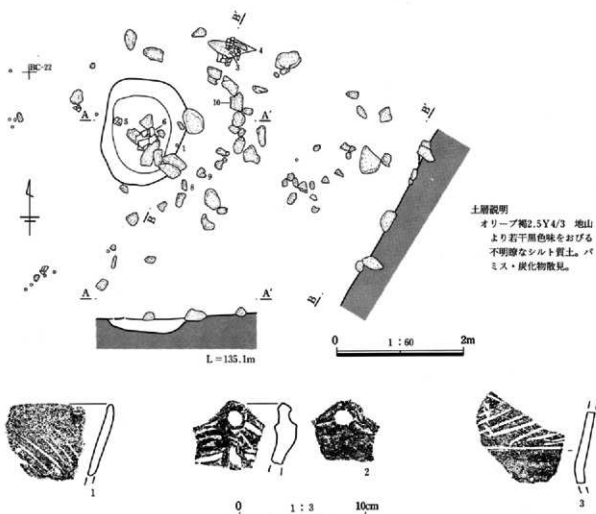 B'
4
3
BC-22
10
A
A'
5
6
1
9
8
B
B'
土層説明
オリーブ褐2.5Y4/3 地山
より若干黒色味をおびる
不明瞭なシルト質土。パ
ミス・炭化物散見。
A
A'
B
L=135.1m
0 1:60 2m
1
2
3
0 1:3 10cm